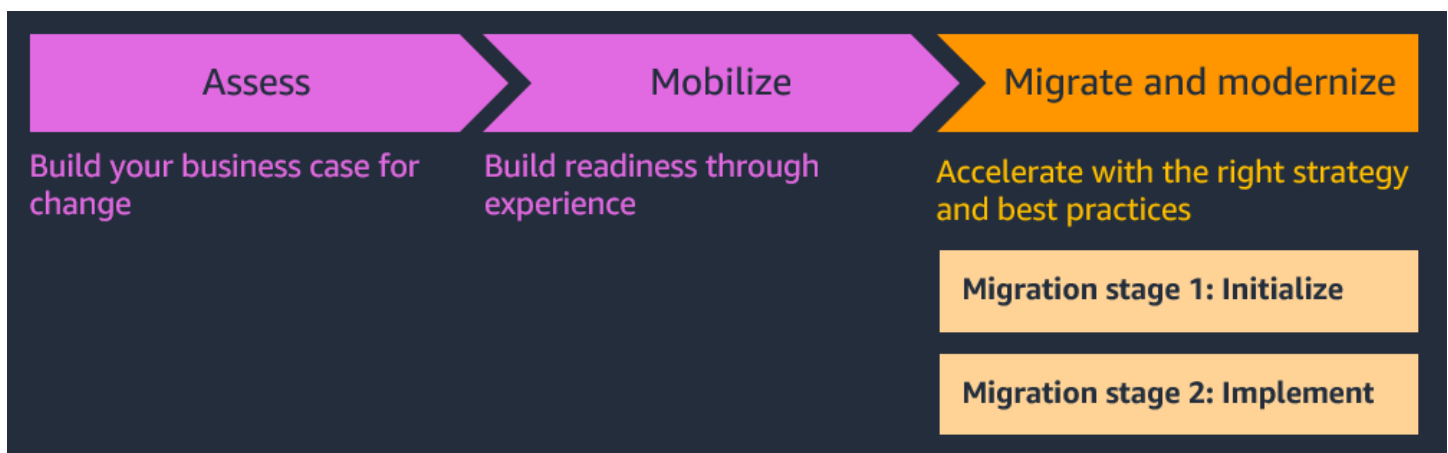 Assess
Mobilize
Migrate and modernize
Build your business case for
change
Build readiness through
experience
Accelerate with the right strategy
and best practices
Migration stage 1: Initialize
Migration stage 2: Implement